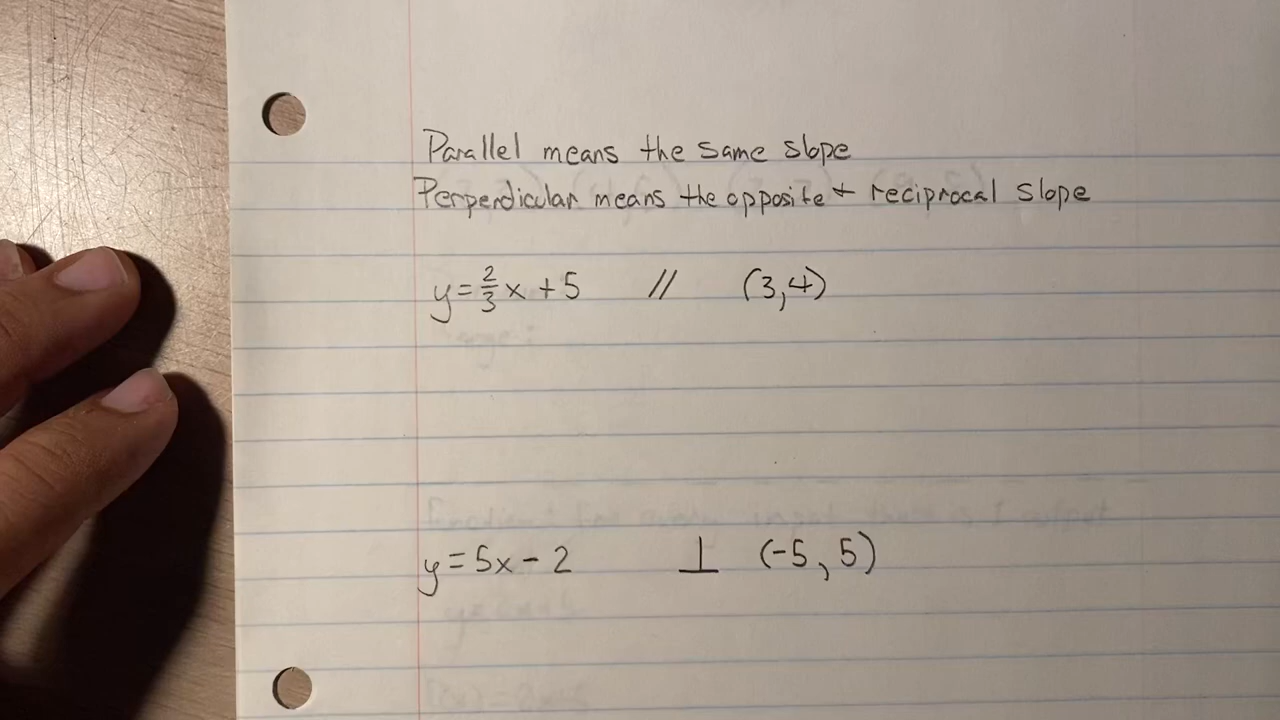 Parallel means the same slope
Perpendicular means the opposite + reciprocal slope
y = 2/3 x + 5 // (3,4)
y = 5x - 2 ⊥ (-5, 5)